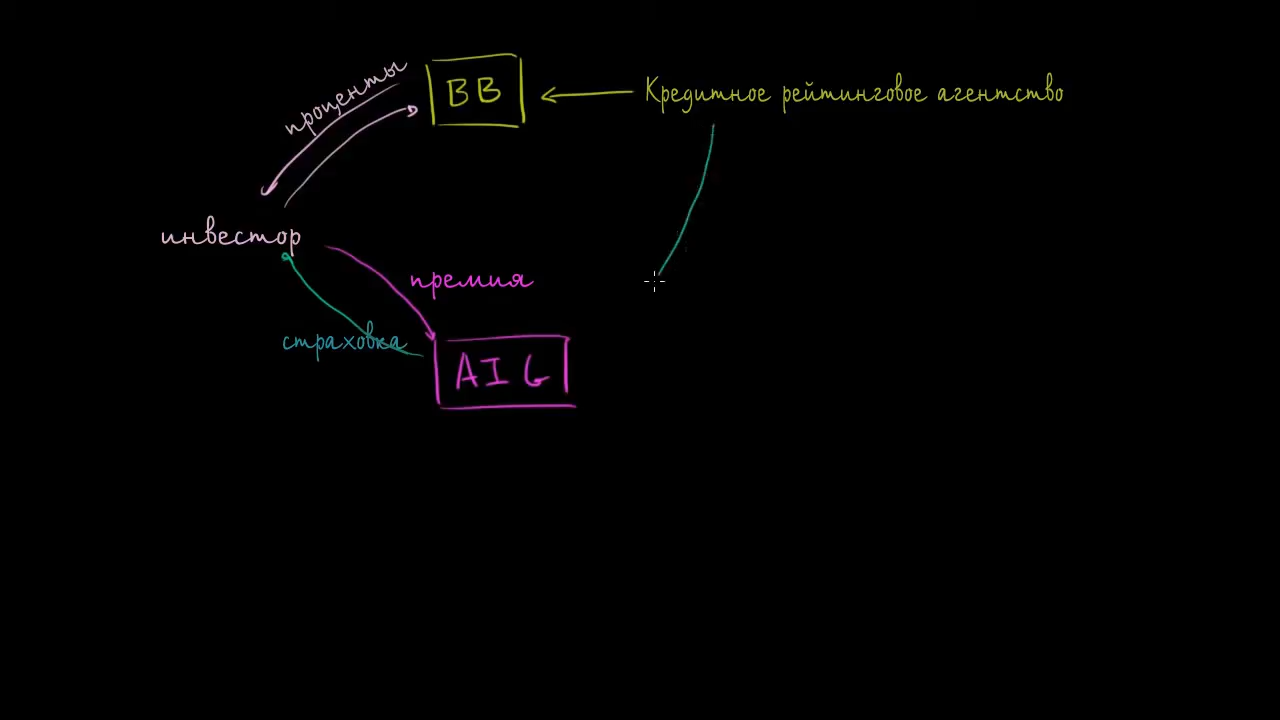 проценты
BB
Кредитное рейтинговое агентство
инвестор
премия
страховка
AIG